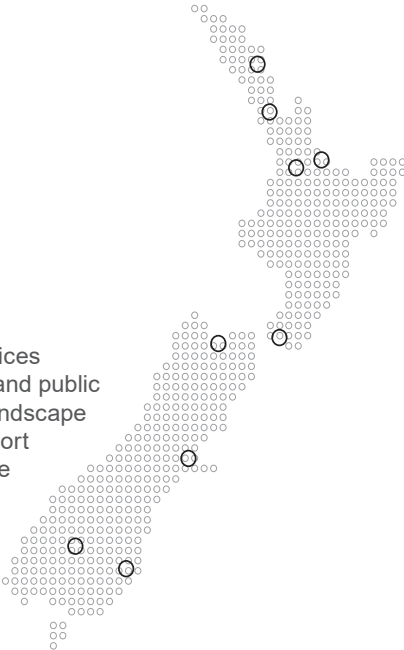 ices
and public
ndscape
ort
e